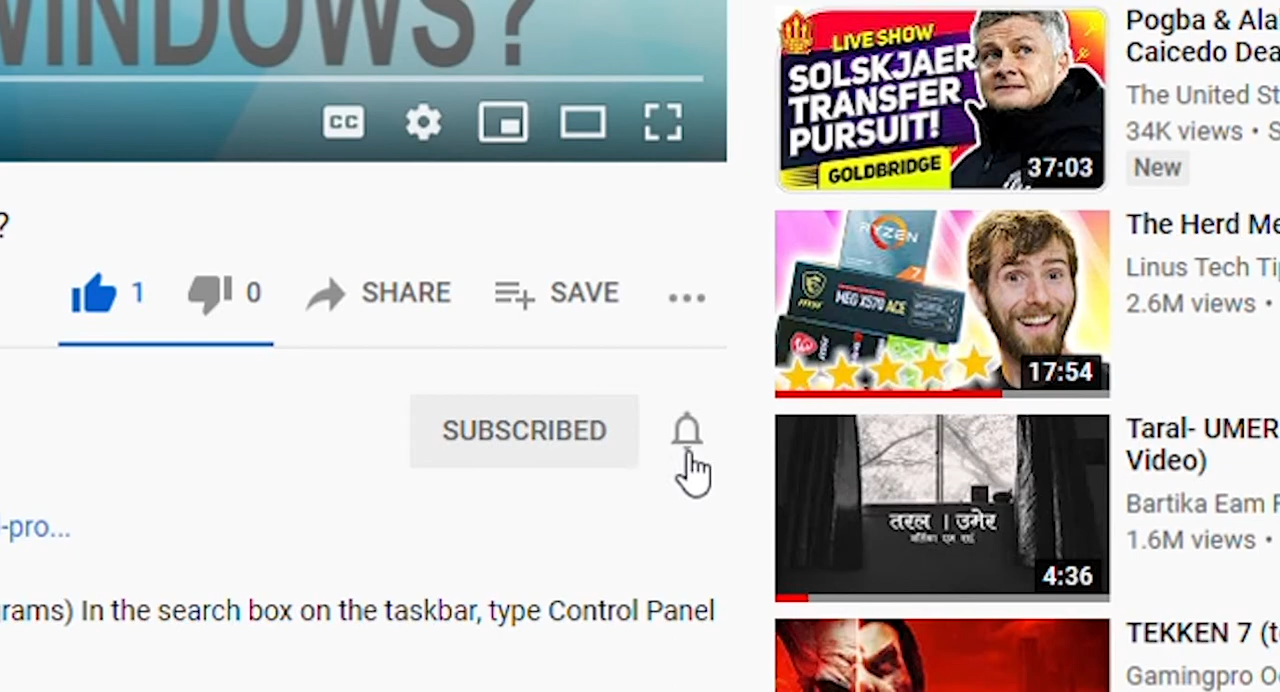 WINDOWS?
CC
?
1
0
SHARE
SAVE
SUBSCRIBED
-pro...
grams) In the search box on the taskbar, type Control Panel
LIVE SHOW
SOLSKJAER
TRANSFER
PURSUIT!
GOLDBRIDGE
37:03
Pogba & Ala
Caicedo Dea
The United St
34K views • S
New
RYZEN
7
MEG X570 ACE
17:54
The Herd Me
Linus Tech Tip
2.6M views •
तरल | उमेर
4:36
Taral- UMER
Video)
Bartika Eam R
1.6M views •
TEKKEN 7 (t
Gamingpro O